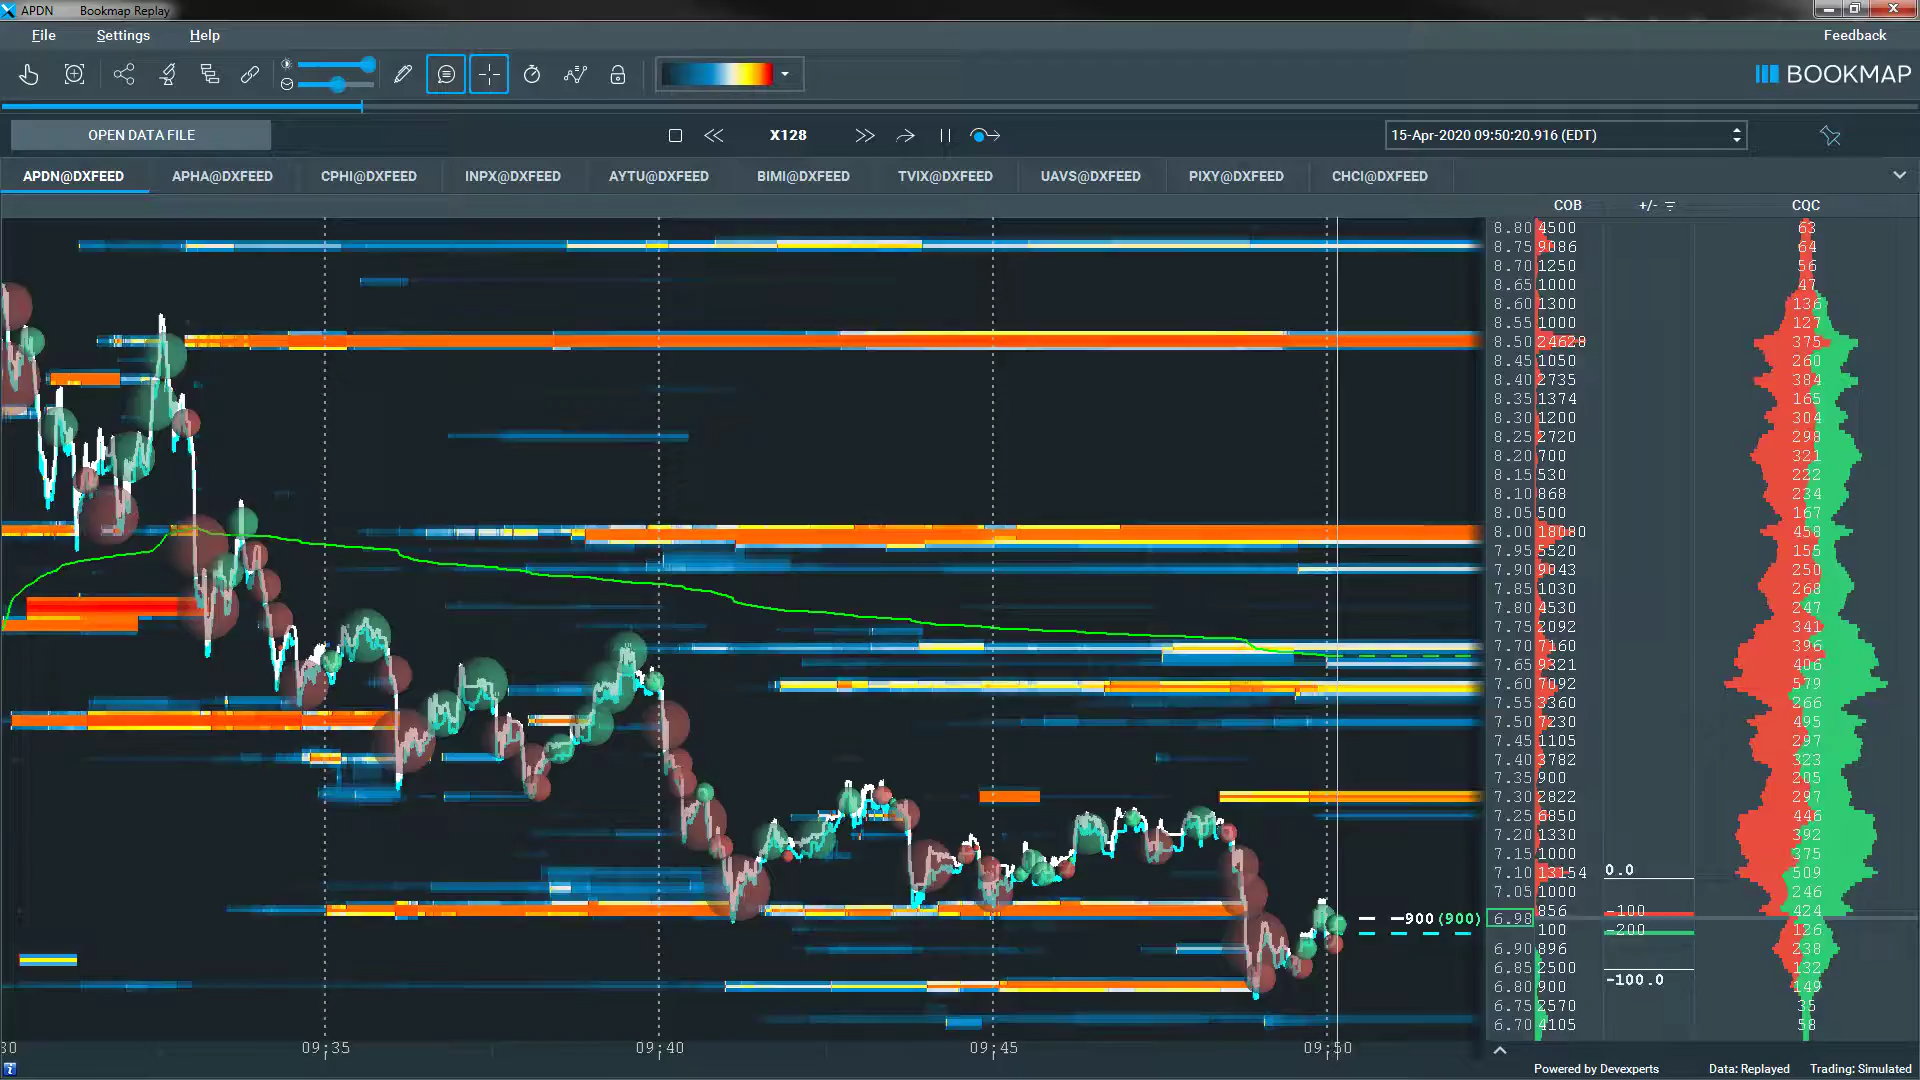 APDN Bookmap Replay
File Settings Help Feedback
BOOKMAP
OPEN DATA FILE X128 15-Apr-2020 09:50:20.916 (EDT)
APDN@DXFEED APHA@DXFEED CPHI@DXFEED INPX@DXFEED AYTU@DXFEED BIMI@DXFEED TVIX@DXFEED UAVS@DXFEED PIXY@DXFEED CHCI@DXFEED
COB +/- CQC
8.80 4500 63
8.75 9086 64
8.70 1250 56
8.65 1000 47
8.60 1300 136
8.55 1000 127
8.50 24628 375
8.45 1050 260
8.40 2735 384
8.35 1374 165
8.30 1200 304
8.25 2720 298
8.20 700 321
8.15 530 222
8.10 868 234
8.05 500 167
8.00 18080 458
7.95 5520 155
7.90 9043 250
7.85 1030 268
7.80 4530 247
7.75 2092 341
7.70 7160 396
7.65 9321 406
7.60 7092 579
7.55 3360 266
7.50 7230 495
7.45 1105 297
7.40 3782 323
7.35 900 205
7.30 2822 297
7.25 6850 446
7.20 1330 392
7.15 1000 375
7.10 13154 0.0 509
7.05 1000 246
856 -100 424
900 (900) 6.98
100 -200 126
6.90 896 238
6.85 2500 132
6.80 900 -100.0 149
6.75 2570 35
6.70 4105 58
30 09:35 09:40 09:45 09:50
Powered by Devexperts Data: Replayed Trading: Simulated